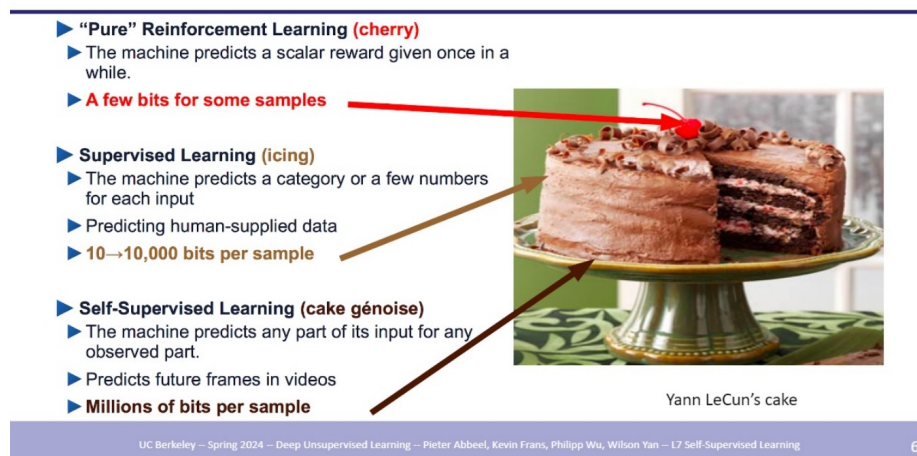 ▶ “Pure” Reinforcement Learning (cherry)
▶ The machine predicts a scalar reward given once in a
while.
▶ A few bits for some samples
▶ Supervised Learning (icing)
▶ The machine predicts a category or a few numbers
for each input
▶ Predicting human-supplied data
▶ 10→10,000 bits per sample
▶ Self-Supervised Learning (cake génoise)
▶ The machine predicts any part of its input for any
observed part.
▶ Predicts future frames in videos
▶ Millions of bits per sample
Yann LeCun’s cake
UC Berkeley -- Spring 2024 -- Deep Unsupervised Learning -- Pieter Abbeel, Kevin Frans, Philipp Wu, Wilson Yan -- L7 Self-Supervised Learning